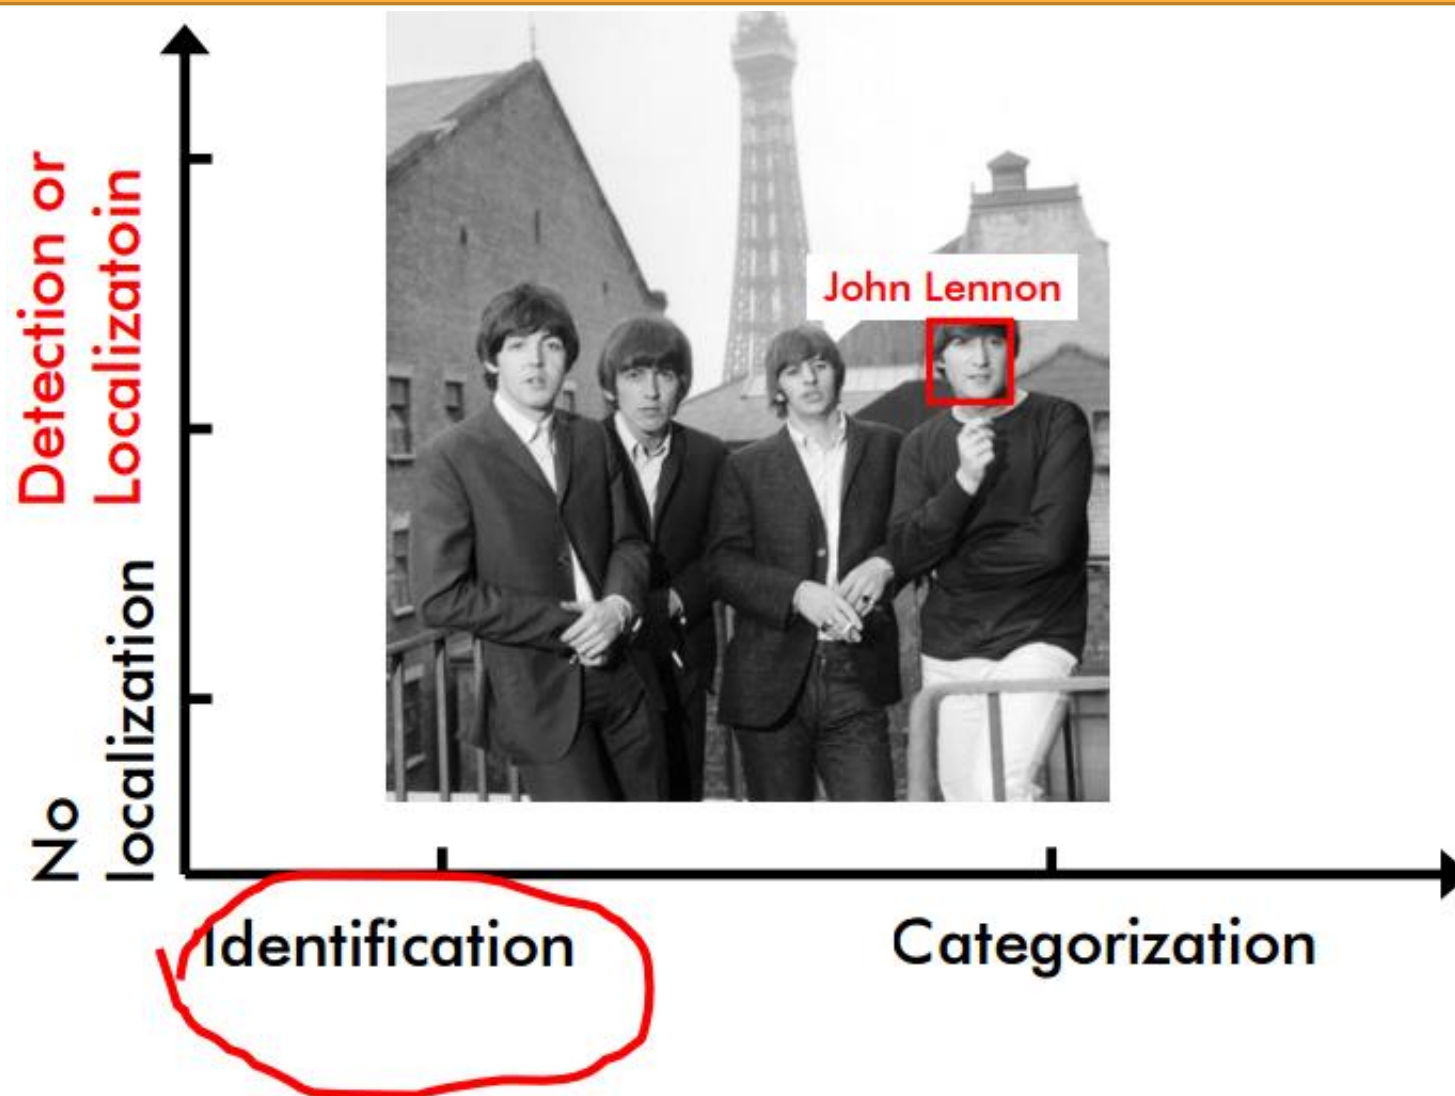 Detection or
Localizatoin
No
localization
John Lennon
Identification
Categorization